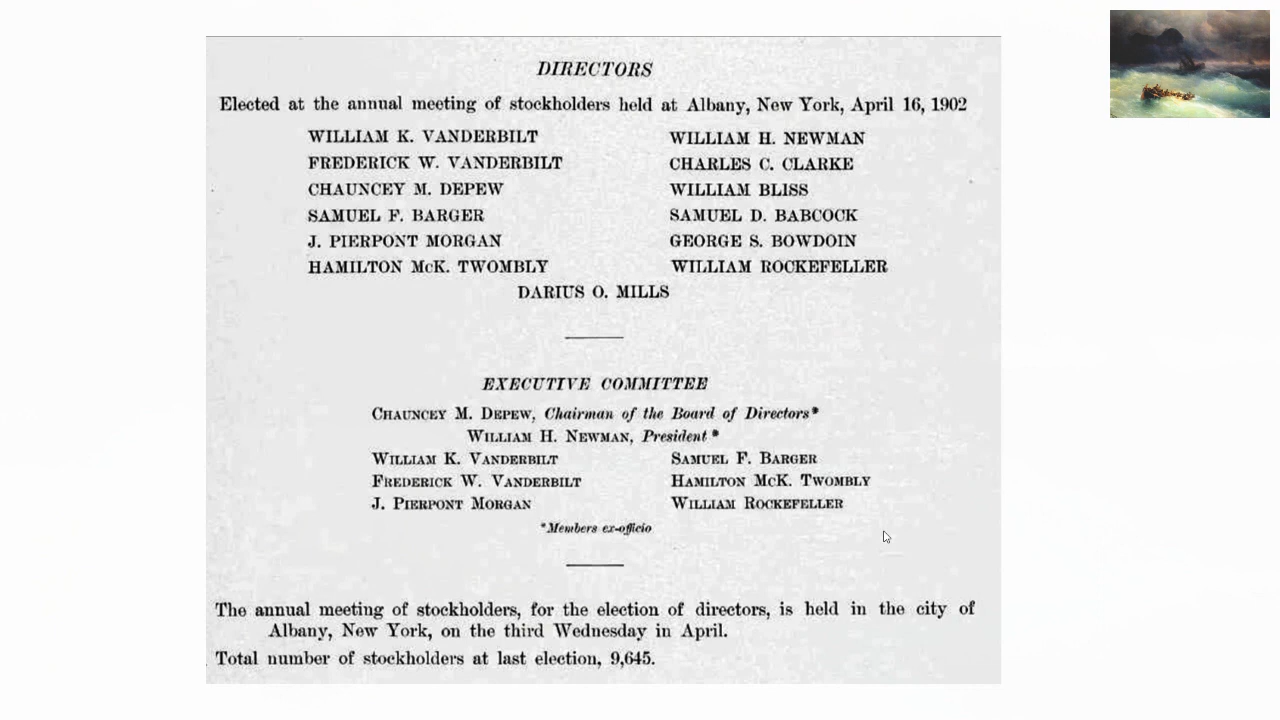 DIRECTORS
Elected at the annual meeting of stockholders held at Albany, New York, April 16, 1902
WILLIAM K. VANDERBILT
FREDERICK W. VANDERBILT
CHAUNCEY M. DEPEW
SAMUEL F. BARGER
J. PIERPONT MORGAN
HAMILTON McK. TWOMBLY
WILLIAM H. NEWMAN
CHARLES C. CLARKE
WILLIAM BLISS
SAMUEL D. BABCOCK
GEORGE S. BOWDOIN
WILLIAM ROCKEFELLER
DARIUS O. MILLS
EXECUTIVE COMMITTEE
CHAUNCEY M. DEPEW, Chairman of the Board of Directors*
WILLIAM H. NEWMAN, President*
WILLIAM K. VANDERBILT
FREDERICK W. VANDERBILT
J. PIERPONT MORGAN
SAMUEL F. BARGER
HAMILTON McK. TWOMBLY
WILLIAM ROCKEFELLER
*Members ex-officio
The annual meeting of stockholders, for the election of directors, is held in the city of
Albany, New York, on the third Wednesday in April.
Total number of stockholders at last election, 9,645.